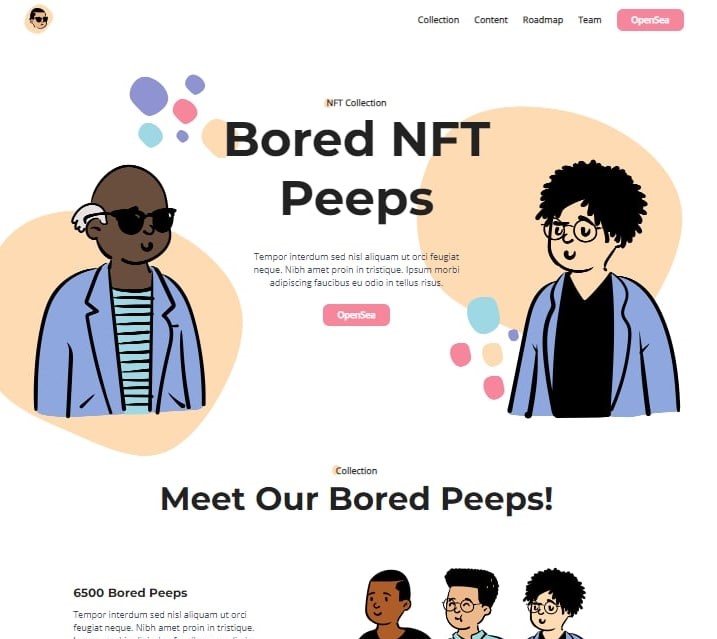 Collection Content Roadmap Team OpenSea
NFT Collection
Bored NFT
Peeps
Tempor interdum sed nisl aliquam ut orci feugiat
neque. Nibh amet proin in tristique. Ipsum morbi
adipiscing faucibus eu odio in tellus risus.
OpenSea
Collection
Meet Our Bored Peeps!
6500 Bored Peeps
Tempor interdum sed nisl aliquam ut orci
feugiat neque. Nibh amet proin in tristique.